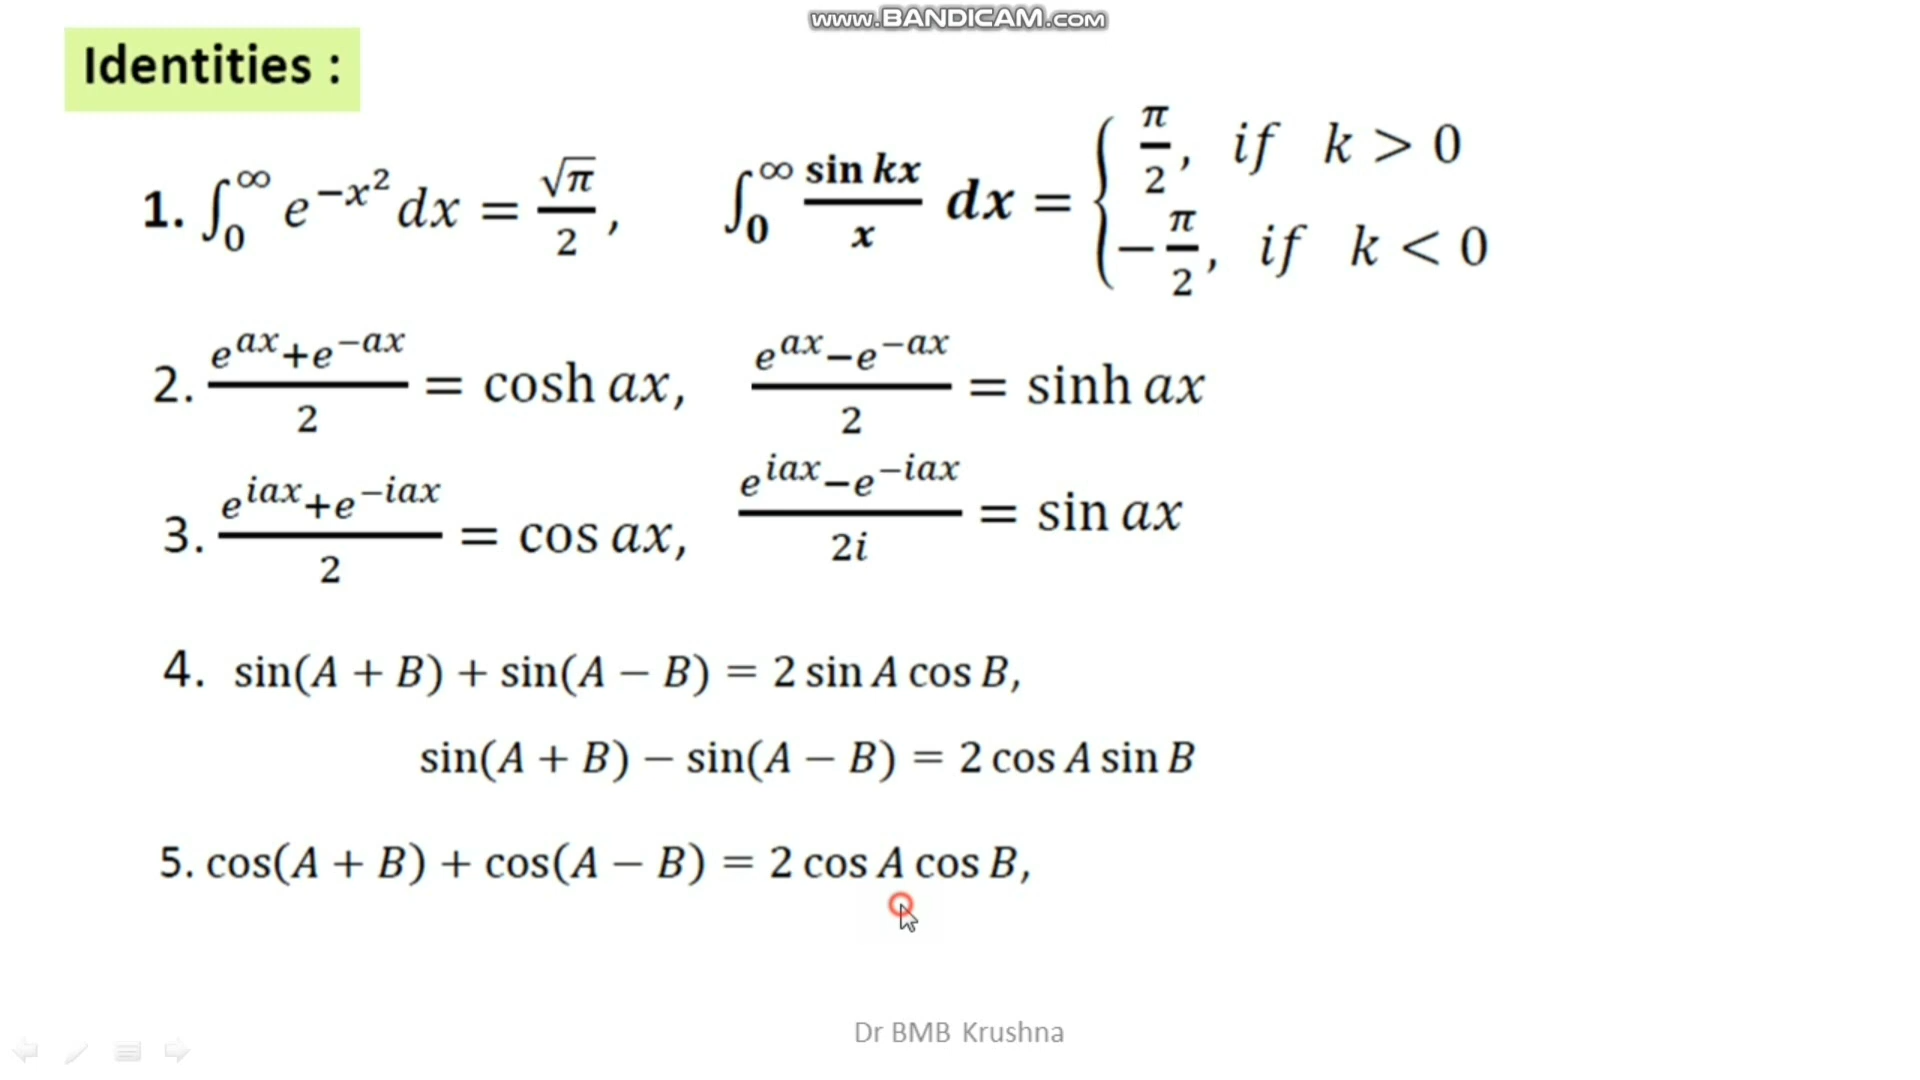 www.BANDICAM.com
Identities :
1. ∫₀^∞ e^{−x²} dx = √π/2, ∫₀^∞ sin kx/x dx = { π/2, if k > 0
−π/2, if k < 0
2. (e^{ax}+e^{−ax})/2 = cosh ax, (e^{ax}−e^{−ax})/2 = sinh ax
3. (e^{iax}+e^{−iax})/2 = cos ax, (e^{iax}−e^{−iax})/2i = sin ax
4. sin(A + B) + sin(A − B) = 2 sin A cos B,
sin(A + B) − sin(A − B) = 2 cos A sin B
5. cos(A + B) + cos(A − B) = 2 cos A cos B,
Dr BMB Krushna